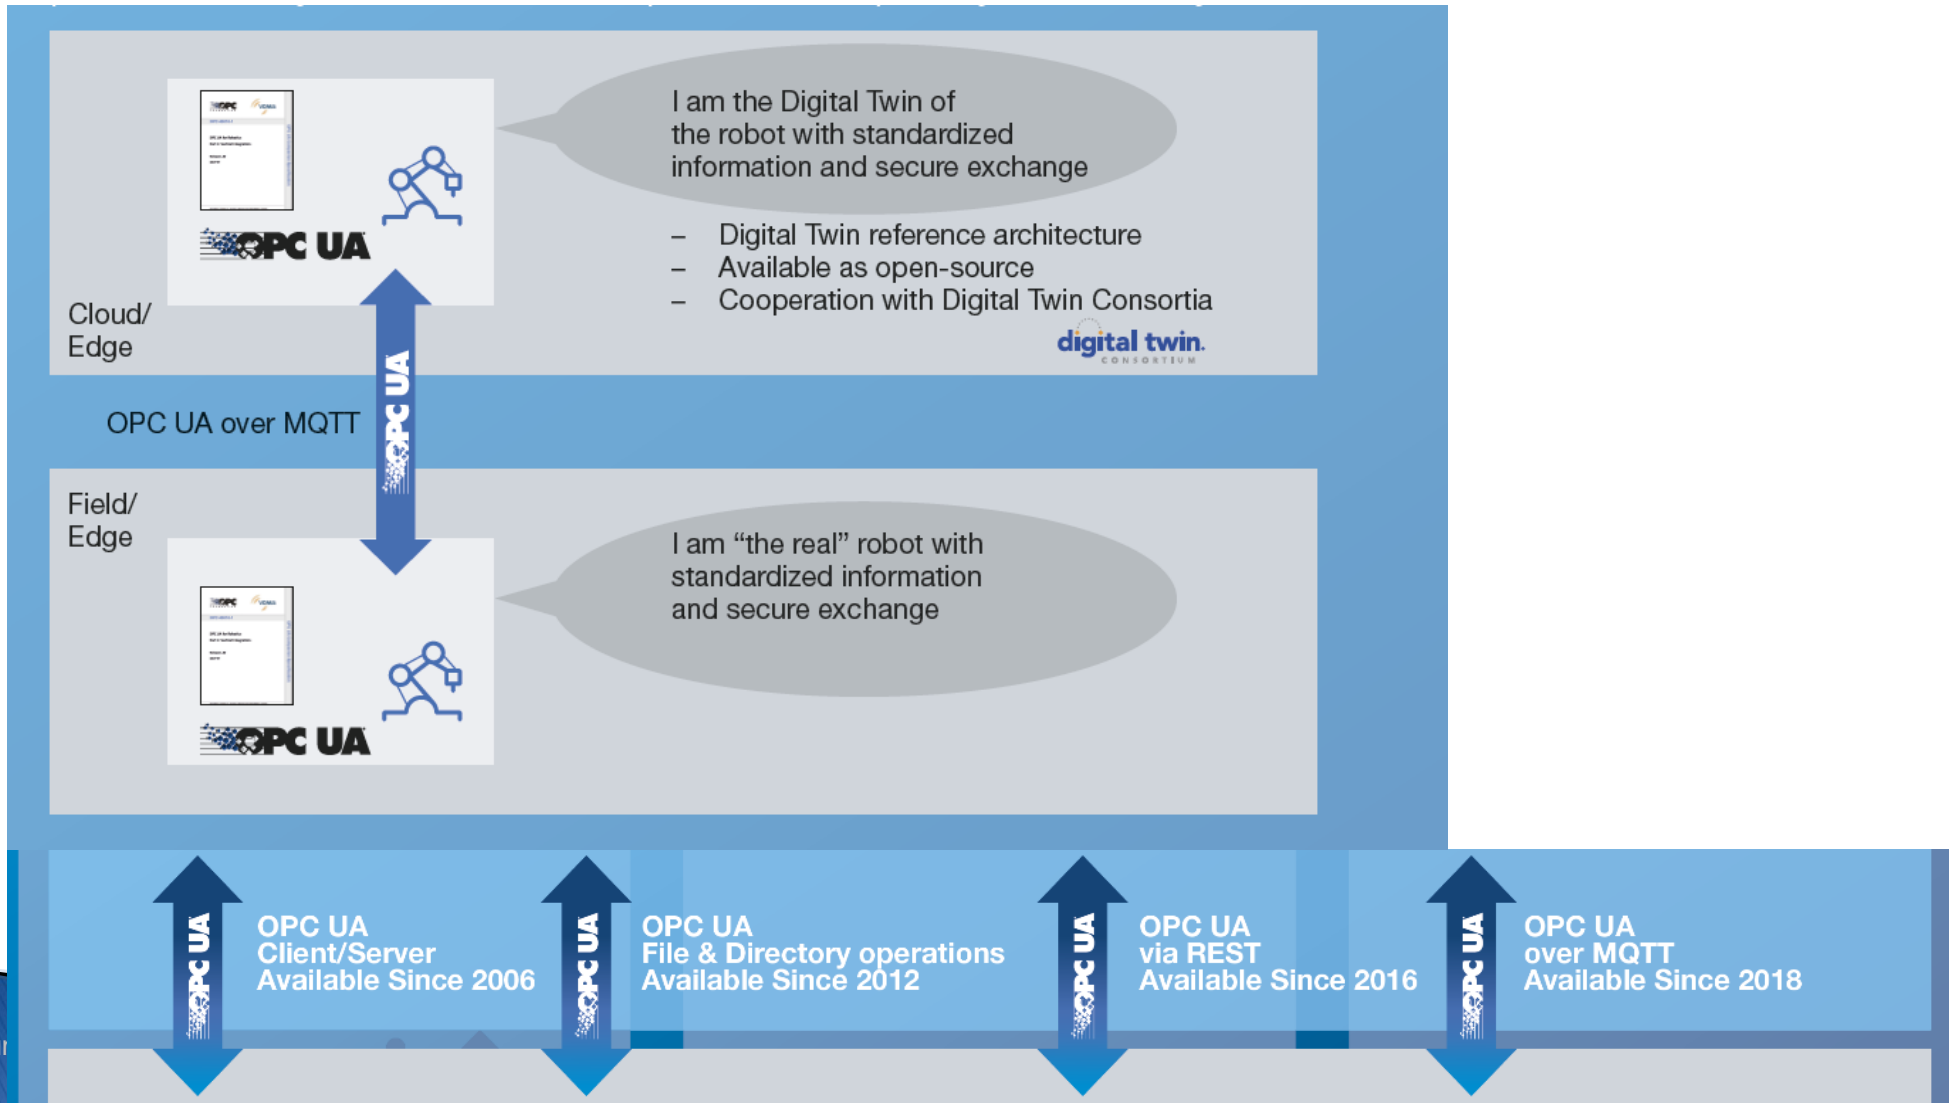 I am the Digital Twin of
the robot with standardized
information and secure exchange
OPC UA
– Digital Twin reference architecture
– Available as open-source
– Cooperation with Digital Twin Consortia
digital twin.
CONSORTIUM
Cloud/
Edge
OPC UA over MQTT
OPC UA
Field/
Edge
I am “the real” robot with
standardized information
and secure exchange
OPC UA
OPC UA
OPC UA
Client/Server
Available Since 2006
OPC UA
OPC UA
File & Directory operations
Available Since 2012
OPC UA
OPC UA
via REST
Available Since 2016
OPC UA
OPC UA
over MQTT
Available Since 2018